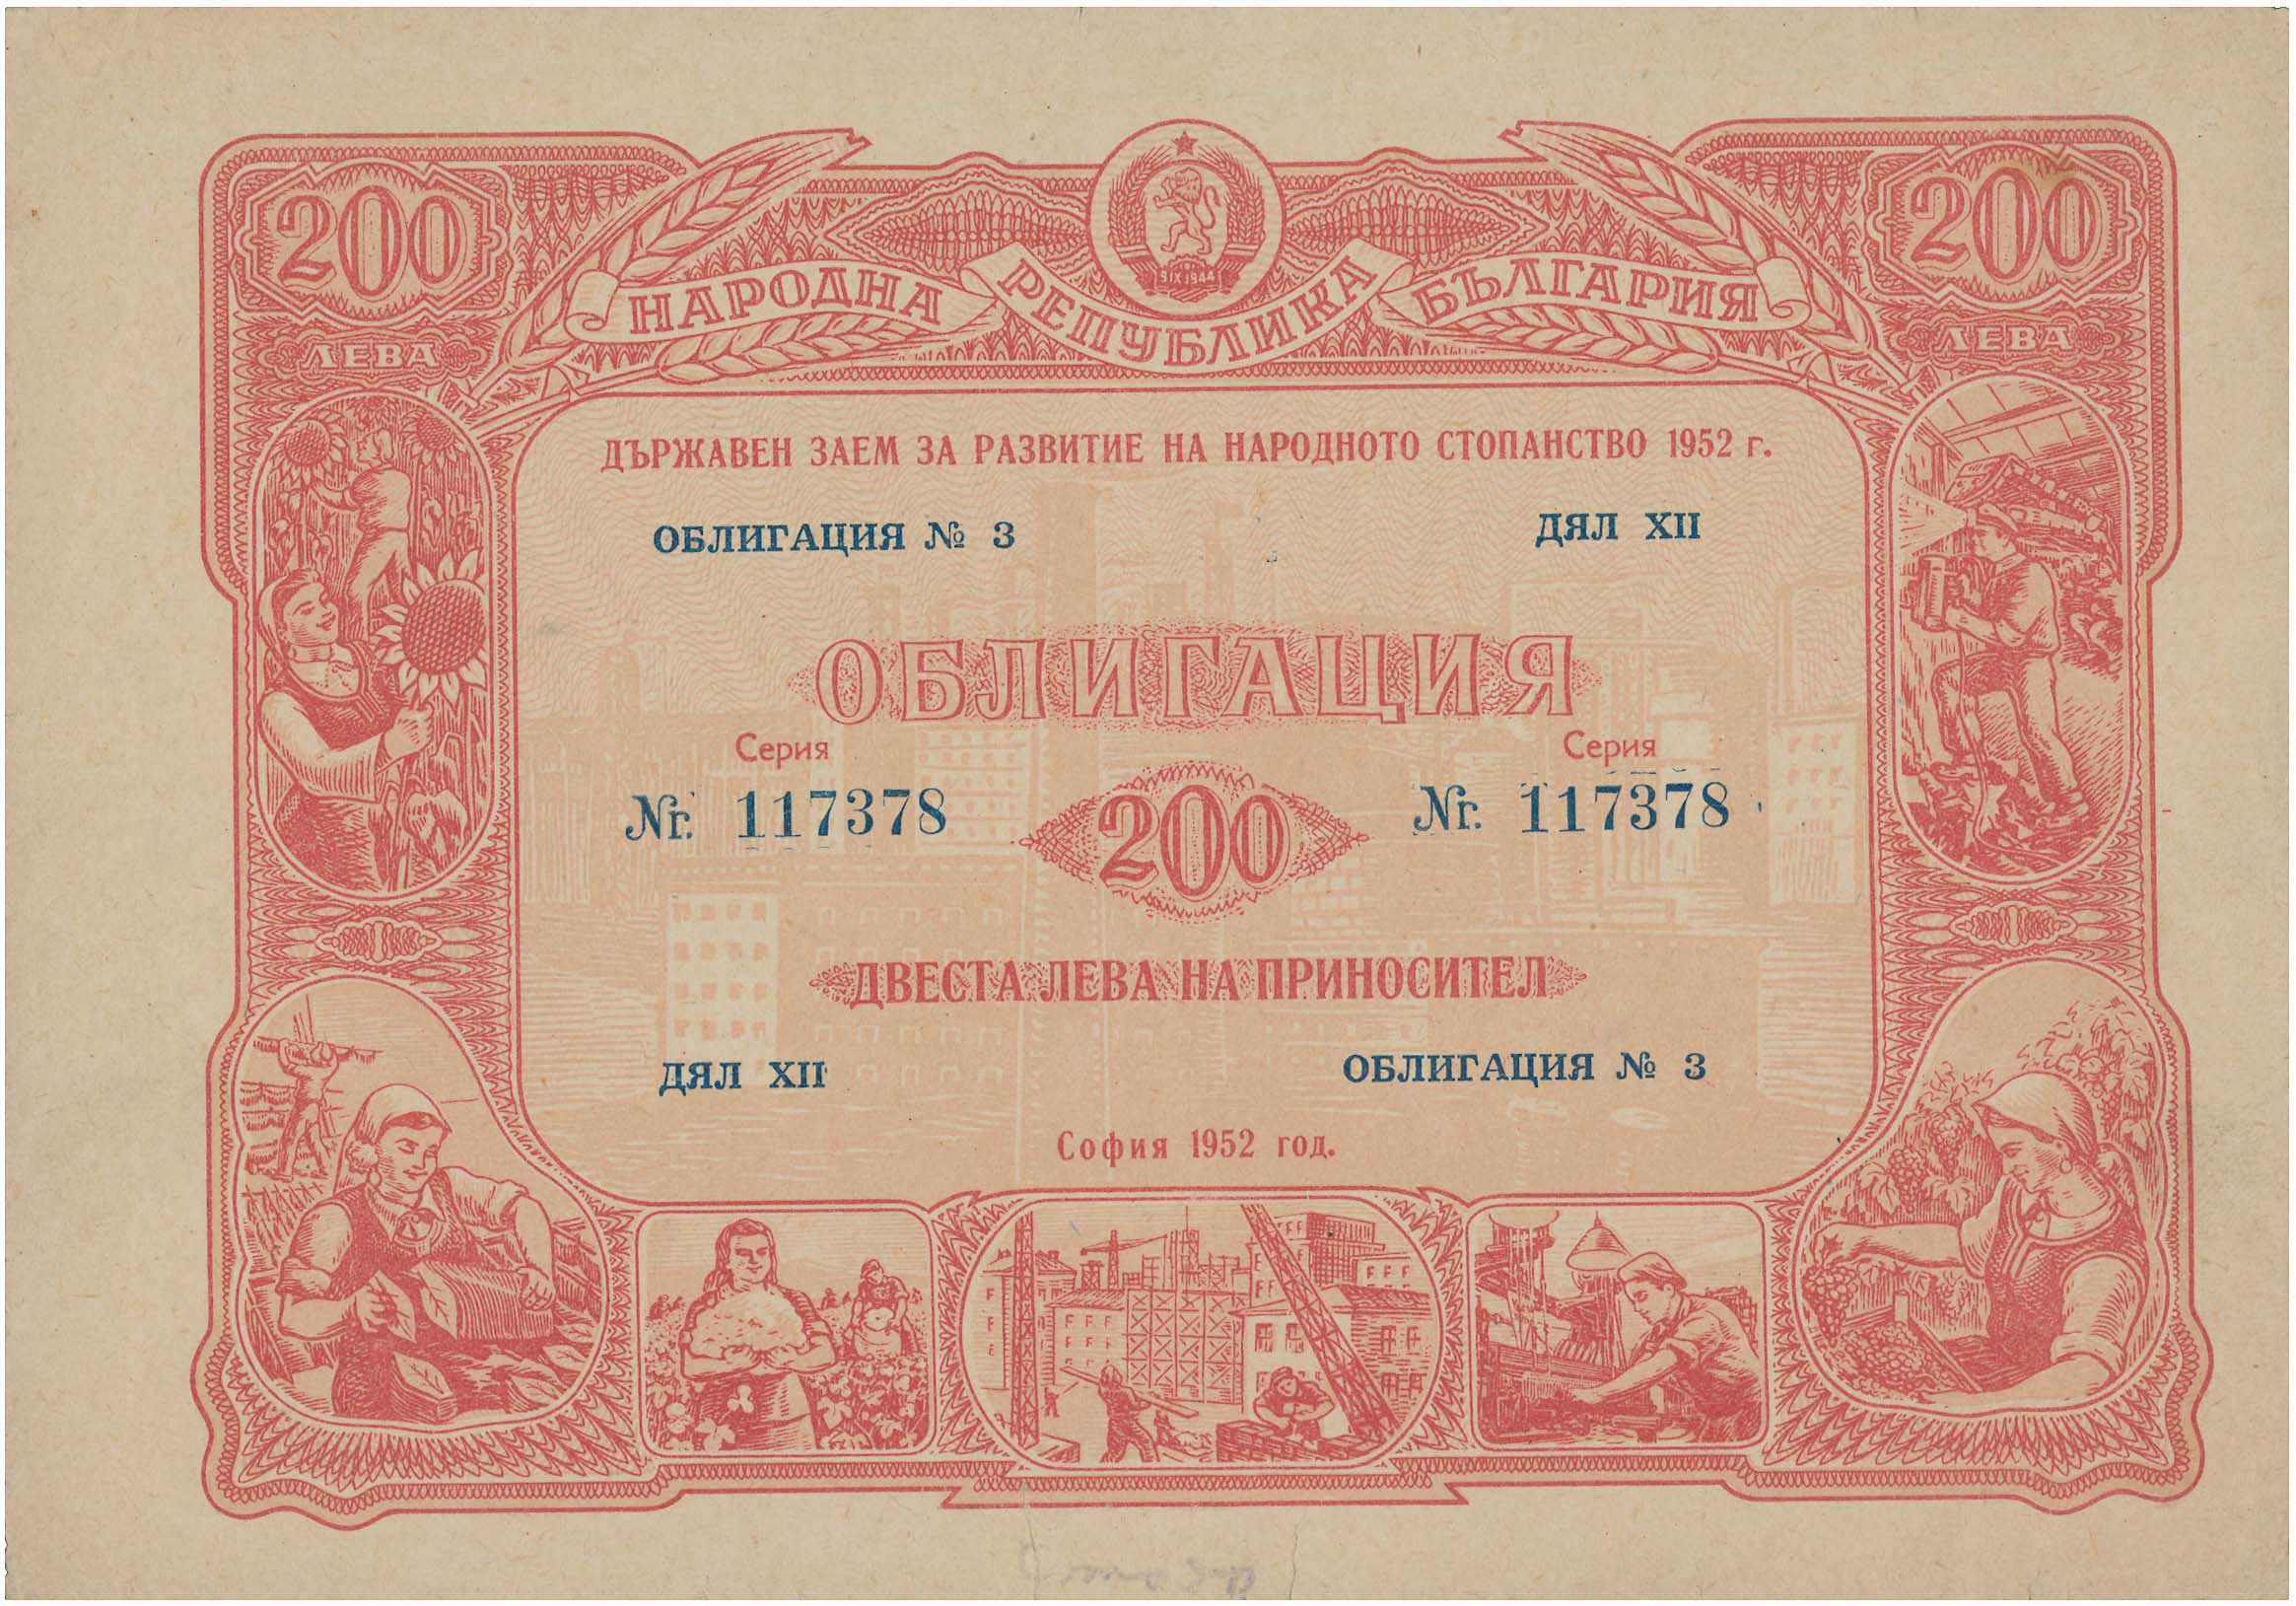 200
200
НАРОДНА РЕПУБЛИКА БЪЛГАРИЯ
9 IX 1944
ЛЕВА
ЛЕВА
ДЪРЖАВЕН ЗАЕМ ЗА РАЗВИТИЕ НА НАРОДНОТО СТОПАНСТВО 1952 г.
ОБЛИГАЦИЯ № 3
ДЯЛ XII
ОБЛИГАЦИЯ
Серия
Серия
Nr. 117378
200
Nr. 117378
ДВЕСТА ЛЕВА НА ПРИНОСИТЕЛ
ДЯЛ XII
ОБЛИГАЦИЯ № 3
София 1952 год.